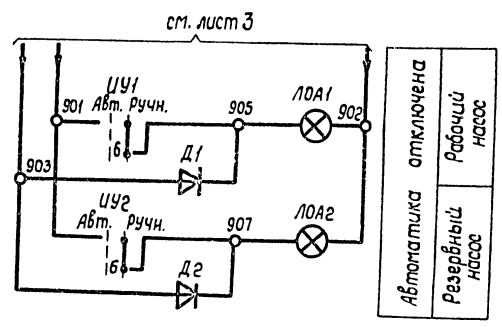 см. лист 3
901
ИУ1
Авт. Ручн.
б
905
ЛОА1
902
903
Д1
ИУ2
Авт. Ручн.
б
907
ЛОА2
Д2
Автоматика отключена
Рабочий насос
Резервный насос